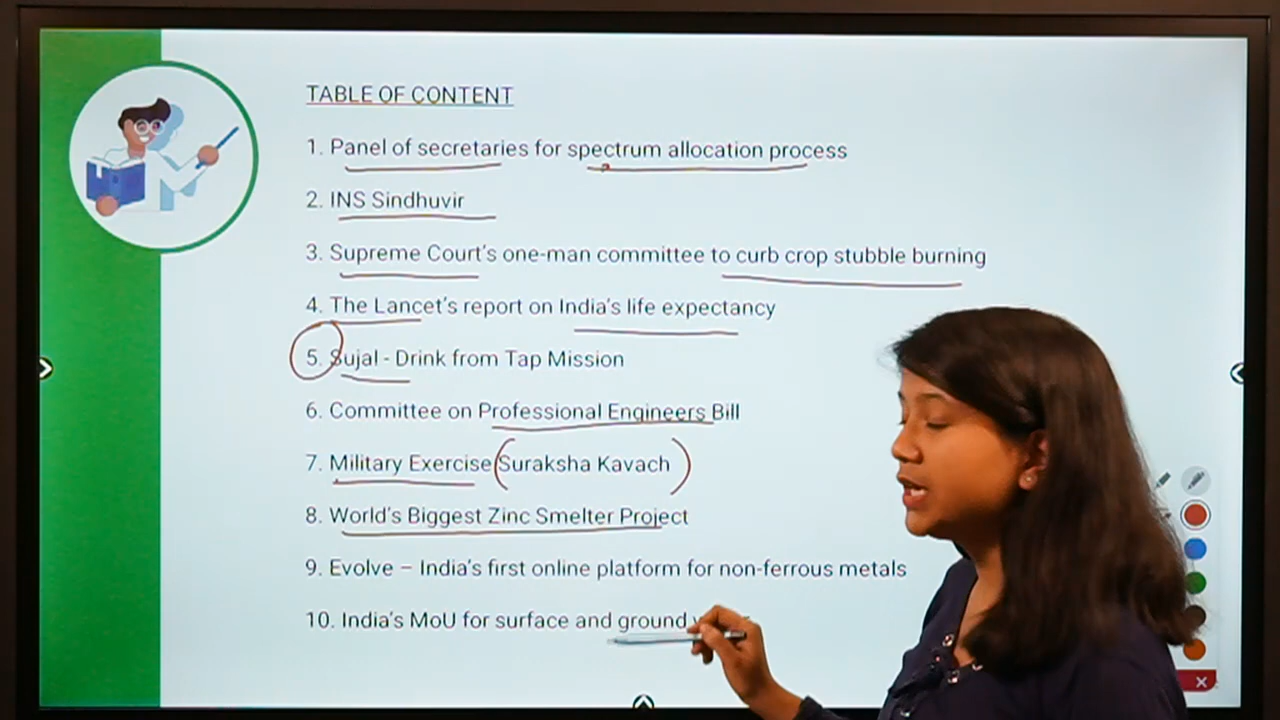 TABLE OF CONTENT
1. Panel of secretaries for spectrum allocation process
2. INS Sindhuvir
3. Supreme Court's one-man committee to curb crop stubble burning
4. The Lancet's report on India's life expectancy
5. Sujal - Drink from Tap Mission
6. Committee on Professional Engineers Bill
7. Military Exercise (Suraksha Kavach)
8. World's Biggest Zinc Smelter Project
9. Evolve – India's first online platform for non-ferrous metals
10. India's MoU for surface and ground